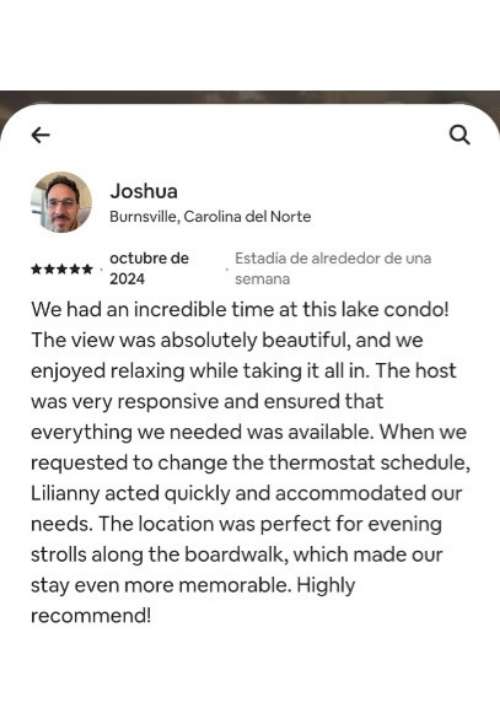 Joshua
Burnsville, Carolina del Norte
★★★★★ · octubre de 2024 · Estadía de alrededor de una semana
We had an incredible time at this lake condo!
The view was absolutely beautiful, and we
enjoyed relaxing while taking it all in. The host
was very responsive and ensured that
everything we needed was available. When we
requested to change the thermostat schedule,
Lilianny acted quickly and accommodated our
needs. The location was perfect for evening
strolls along the boardwalk, which made our
stay even more memorable. Highly
recommend!